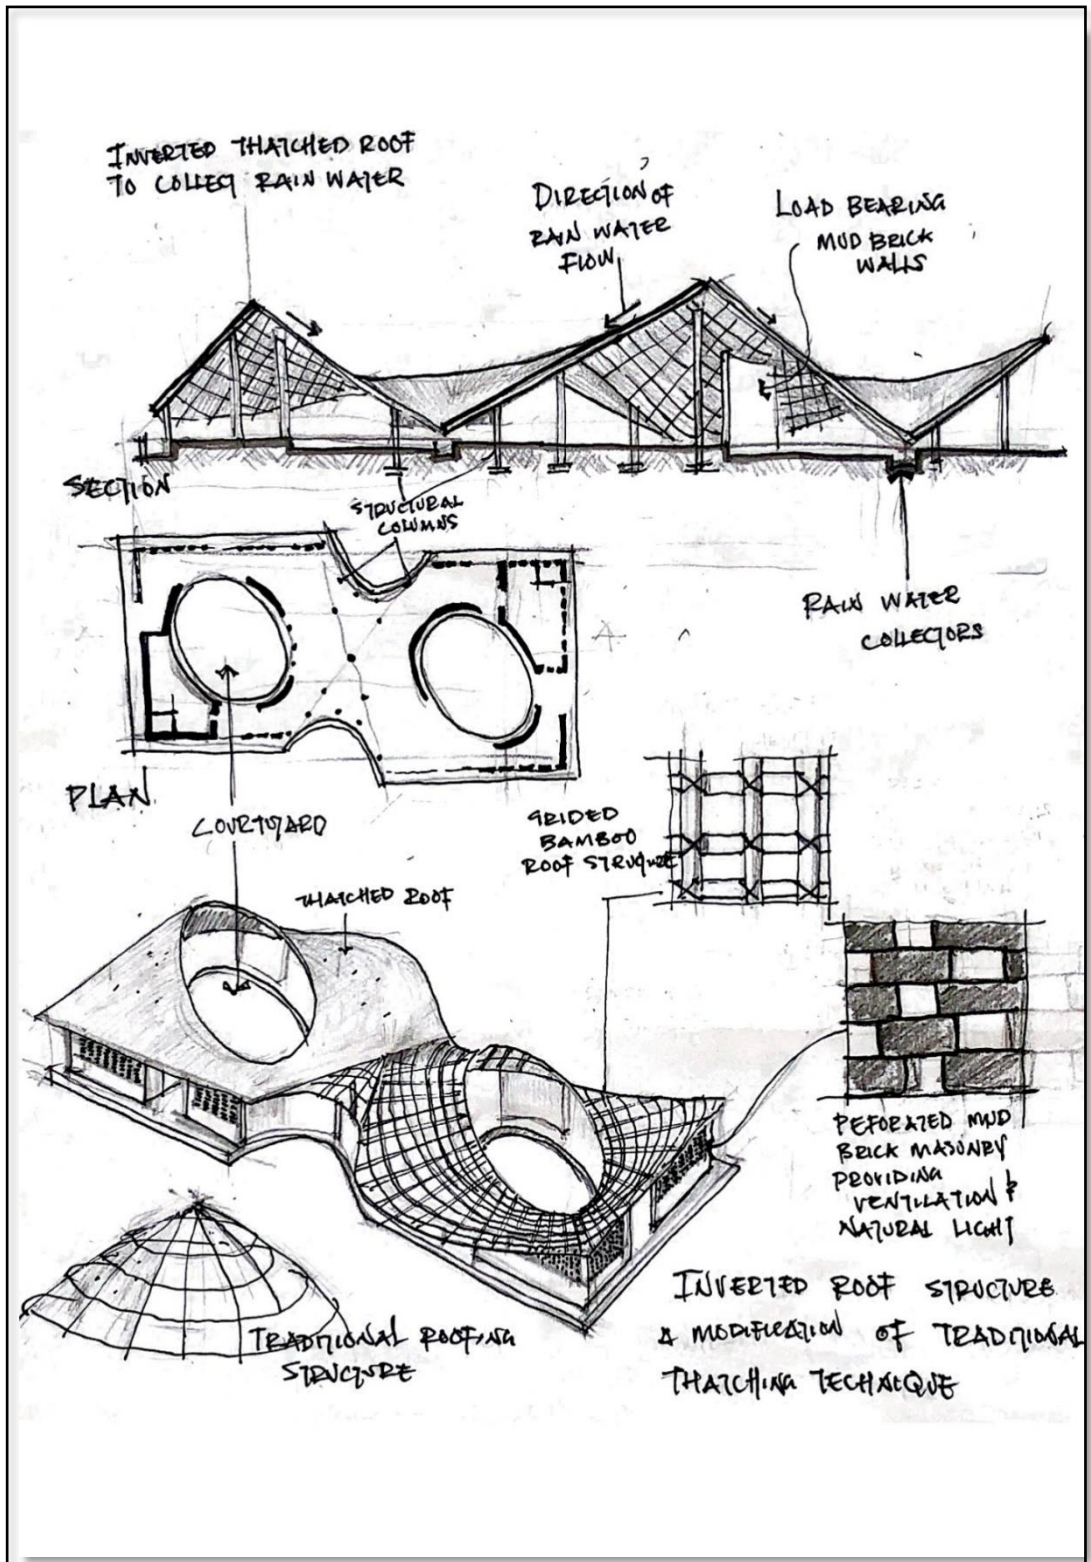 INVERTED THATCHED ROOF
TO COLLECT RAIN WATER
DIRECTION OF
RAIN WATER
FLOW
LOAD BEARING
MUD BRICK
WALLS
SECTION
STRUCTURAL
COLUMNS
RAIN WATER
COLLECTORS
PLAN
COURTYARD
GRIDED
BAMBOO
ROOF STRUQURE
THATCHED ROOF
PEFORATED MUD
BRICK MASONRY
PROVIDING
VENTILATION &
NATURAL LIGHT
TRADITIONAL ROOFING
STRUCTURE
INVERTED ROOF STRUCTURE
A MODIFICATION OF TRADITIONAL
THATCHING TECHNIQUE